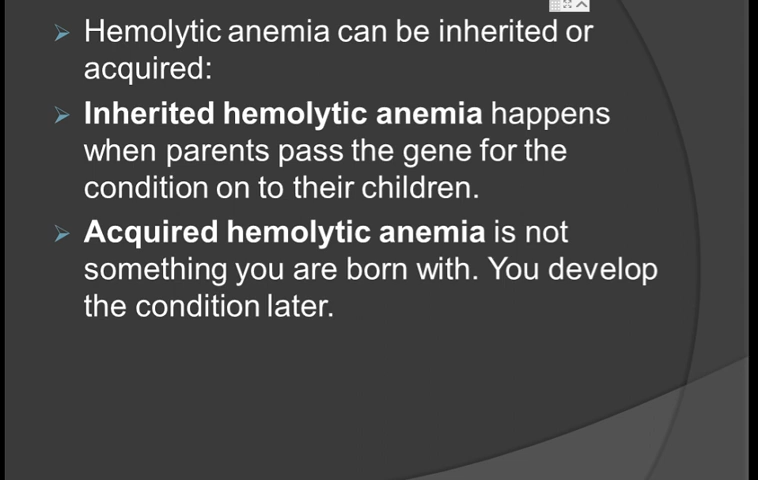 Hemolytic anemia can be inherited or
acquired:
Inherited hemolytic anemia happens
when parents pass the gene for the
condition on to their children.
Acquired hemolytic anemia is not
something you are born with. You develop
the condition later.